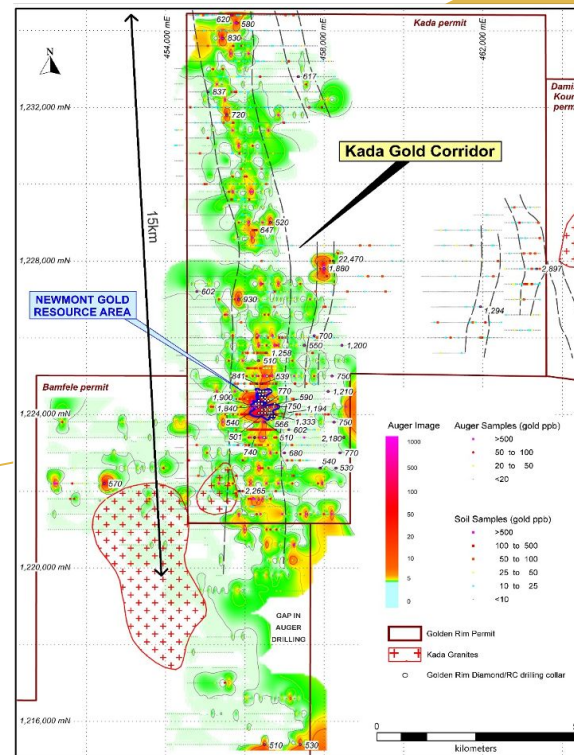 454,000 mE
458,000 mE
462,000 mE
Kada permit
N
620
580
830
617
837
1,232,000 mN
720
Kada Gold Corridor
15km
520
647
22,470
1,880
1,228,000 mN
2,897
602
930
1,294
NEWMONT GOLD
RESOURCE AREA
700
550
1,200
1,258
510
841
539
750
Bamfele permit
770
1,210
1,900
590
1,840
750
1,194
1,224,000 mN
540
566
1,333
750
602
501
510
2,180
740
680
770
540
530
570
2,265
1,220,000 mN
GAP IN
AUGER
DRILLING
1,216,000 mN
510
530
Auger Image
1000
500
100
50
20
10
5
0
Auger Samples (gold ppb)
>500
50 to 100
20 to 50
<20
Soil Samples (gold ppb)
>500
100 to 500
50 to 100
25 to 50
10 to 25
<10
Golden Rim Permit
Kada Granites
Golden Rim Diamond/RC drilling collar
0
kilometers